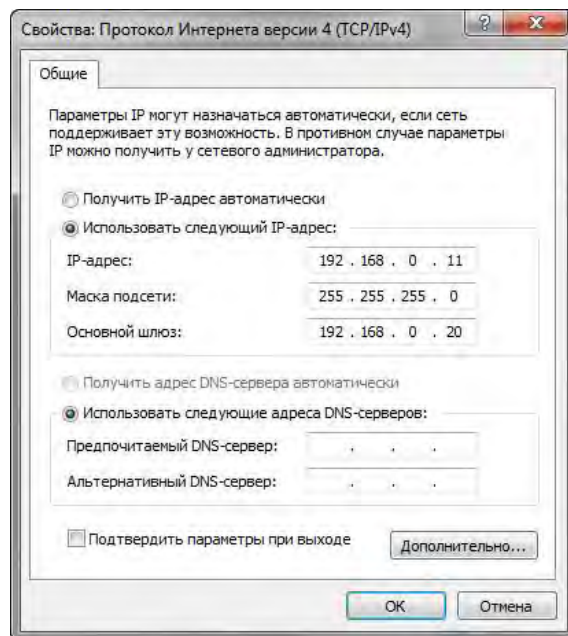 Свойства: Протокол Интернета версии 4 (TCP/IPv4)
Общие
Параметры IP могут назначаться автоматически, если сеть
поддерживает эту возможность. В противном случае параметры
IP можно получить у сетевого администратора.
Получить IP-адрес автоматически
Использовать следующий IP-адрес:
IP-адрес: 192 . 168 . 0 . 11
Маска подсети: 255 . 255 . 255 . 0
Основной шлюз: 192 . 168 . 0 . 20
Получить адрес DNS-сервера автоматически
Использовать следующие адреса DNS-серверов:
Предпочитаемый DNS-сервер: . . .
Альтернативный DNS-сервер: . . .
Подтвердить параметры при выходе
Дополнительно...
ОК Отмена